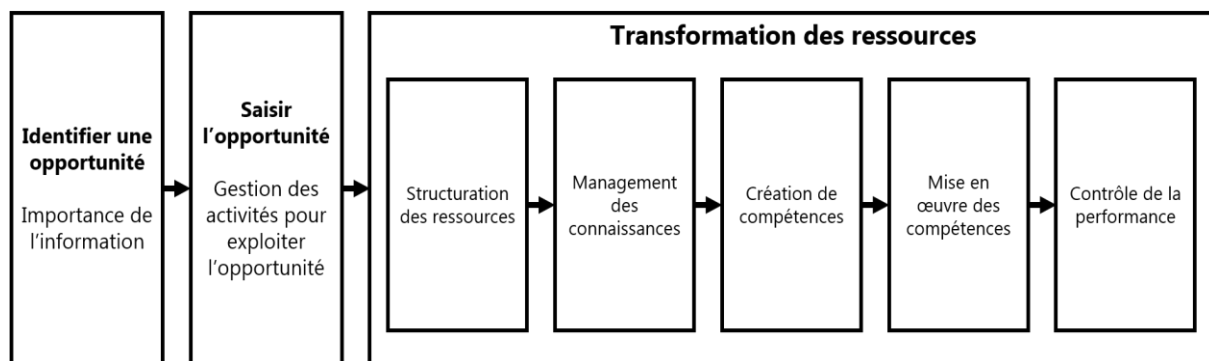 Identifier une
opportunité
Importance de
l'information
Saisir
l'opportunité
Gestion des
activités pour
exploiter
l'opportunité
Transformation des ressources
Structuration
des ressources
Management
des
connaissances
Création de
compétences
Mise en
œuvre des
compétences
Contrôle de la
performance